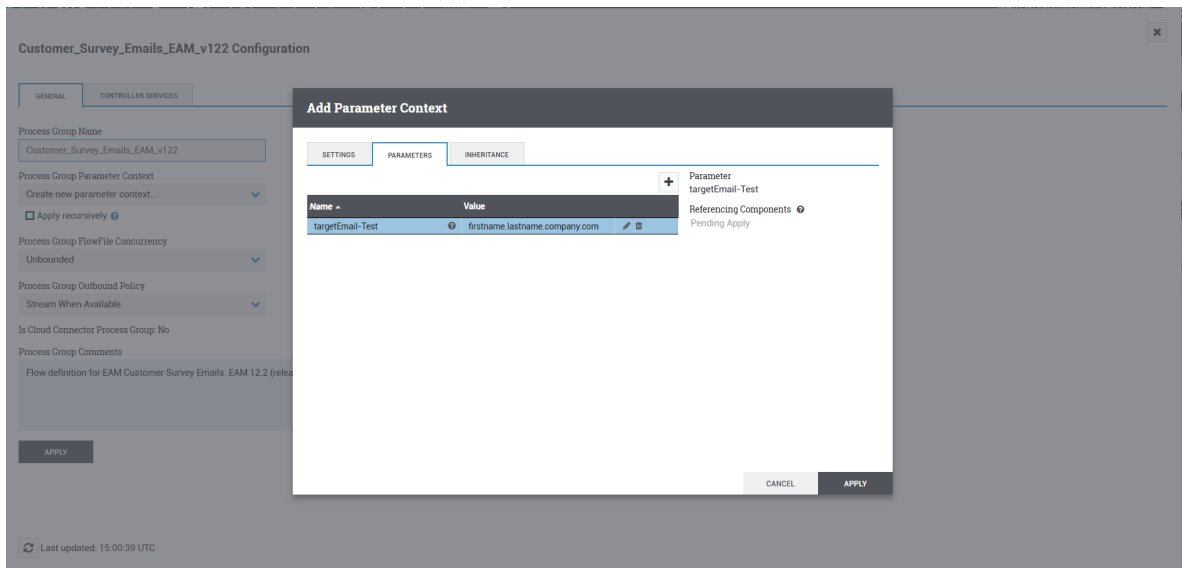 Customer_Survey_Emails_EAM_v122 Configuration
GENERAL
CONTROLLER SERVICES
Process Group Name
Customer_Survey_Emails_EAM_v122
Process Group Parameter Context
Create new parameter context...
Apply recursively
Process Group FlowFile Concurrency
Unbounded
Process Group Outbound Policy
Stream When Available
Is Cloud Connector Process Group: No
Process Group Comments
Flow definition for EAM Customer Survey Emails. EAM 12.2 (relea
APPLY
Last updated: 15:00:39 UTC
Add Parameter Context
SETTINGS
PARAMETERS
INHERITANCE
Name
Value
targetEmail-Test
firstname.lastname.company.com
Parameter
targetEmail-Test
Referencing Components
Pending Apply
CANCEL
APPLY